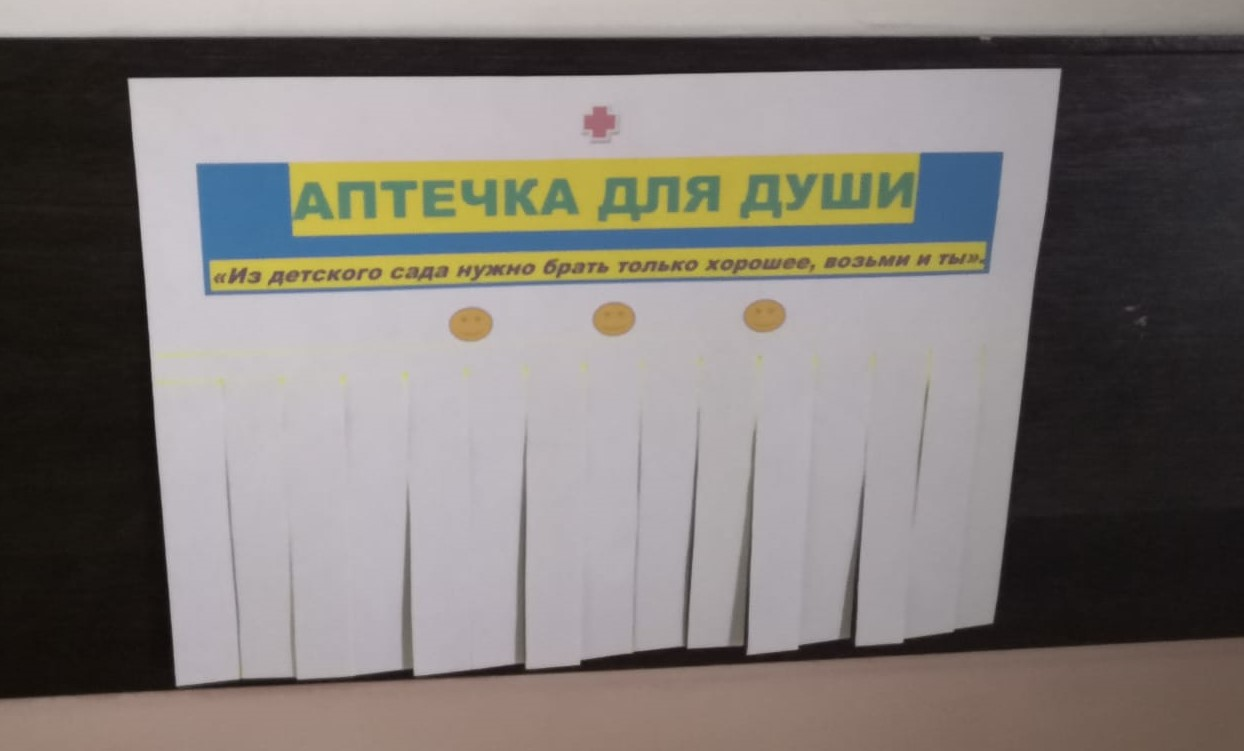 АПТЕЧКА ДЛЯ ДУШИ
«Из детского сада нужно брать только хорошее, возьми и ты».